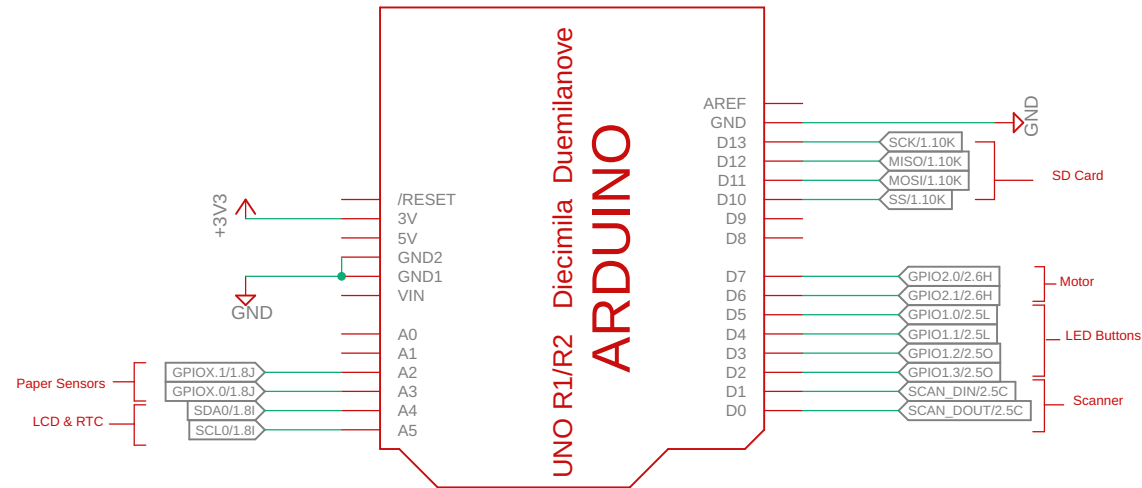 UNO R1/R2 Diecimila Duemilanove
ARDUINO
+3V3
GND
/RESET
3V
5V
GND2
GND1
VIN
A0
A1
A2
A3
A4
A5
Paper Sensors
LCD & RTC
GPIOX.1/1.8J
GPIOX.0/1.8J
SDA0/1.8I
SCL0/1.8I
AREF
GND
D13
D12
D11
D10
D9
D8
D7
D6
D5
D4
D3
D2
D1
D0
GND
SCK/1.10K
MISO/1.10K
MOSI/1.10K
SS/1.10K
SD Card
GPIO2.0/2.6H
GPIO2.1/2.6H
GPIO1.0/2.5L
GPIO1.1/2.5L
GPIO1.2/2.5O
GPIO1.3/2.5O
SCAN_DIN/2.5C
SCAN_DOUT/2.5C
Motor
LED Buttons
Scanner